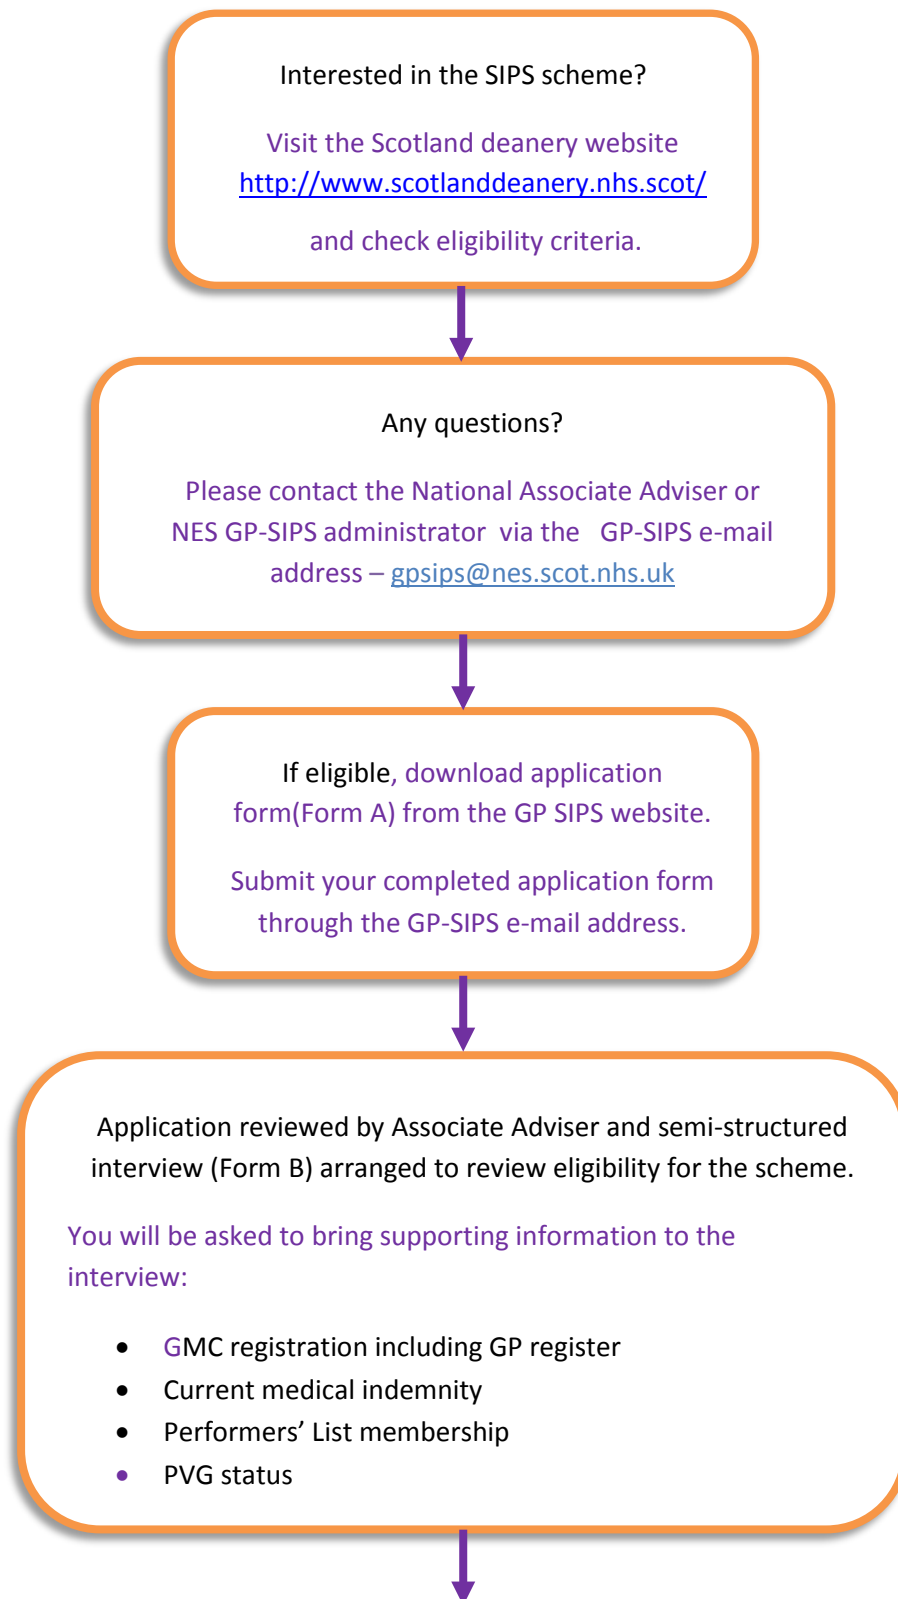 Interested in the SIPS scheme?
Visit the Scotland deanery website
http://www.scotlanddeanery.nhs.scot/
and check eligibility criteria.
Any questions?
Please contact the National Associate Adviser or
NES GP-SIPS administrator via the GP-SIPS e-mail
address – gpsips@nes.scot.nhs.uk
If eligible, download application
form(Form A) from the GP SIPS website.
Submit your completed application form
through the GP-SIPS e-mail address.
Application reviewed by Associate Adviser and semi-structured
interview (Form B) arranged to review eligibility for the scheme.
You will be asked to bring supporting information to the
interview:
• GMC registration including GP register
• Current medical indemnity
• Performers’ List membership
• PVG status